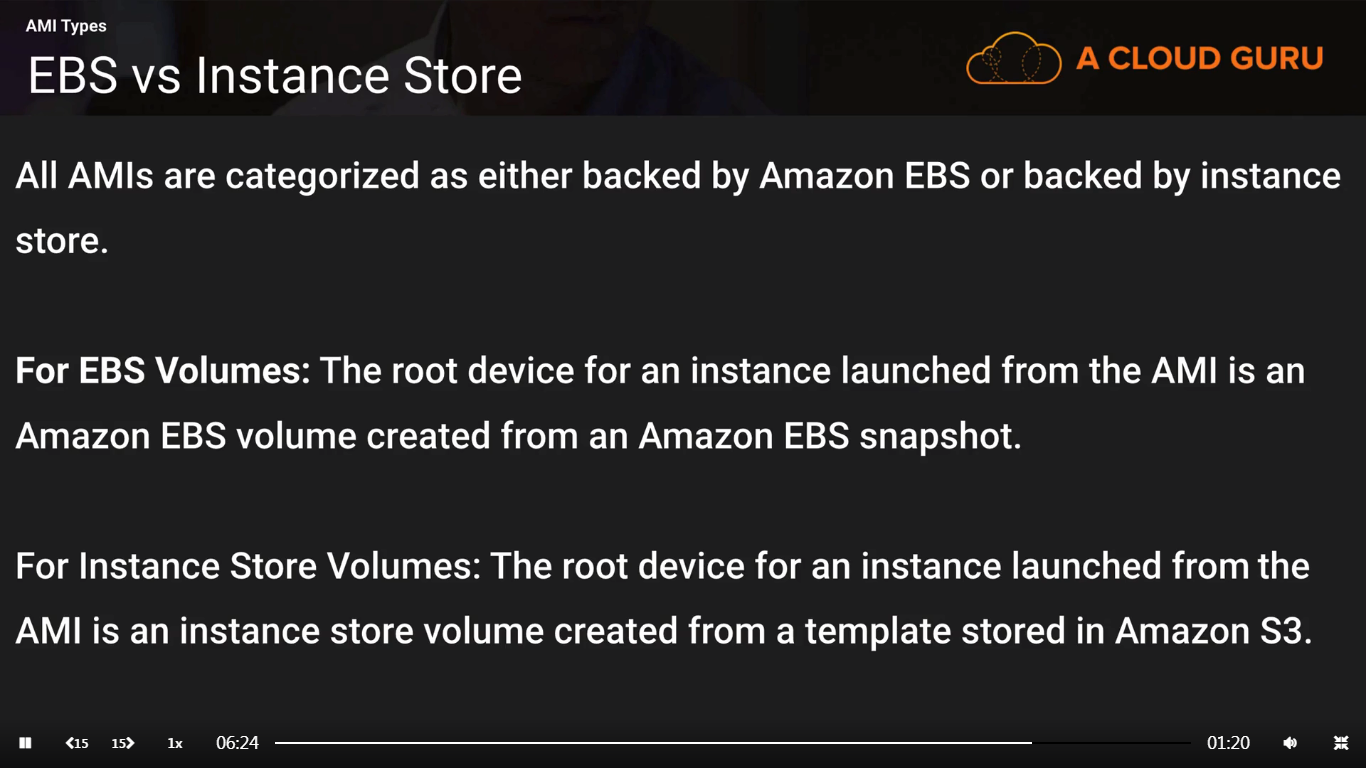 AMI Types
EBS vs Instance Store
A CLOUD GURU
All AMIs are categorized as either backed by Amazon EBS or backed by instance
store.
For EBS Volumes: The root device for an instance launched from the AMI is an
Amazon EBS volume created from an Amazon EBS snapshot.
For Instance Store Volumes: The root device for an instance launched from the
AMI is an instance store volume created from a template stored in Amazon S3.
15 15 1x 06:24 01:20